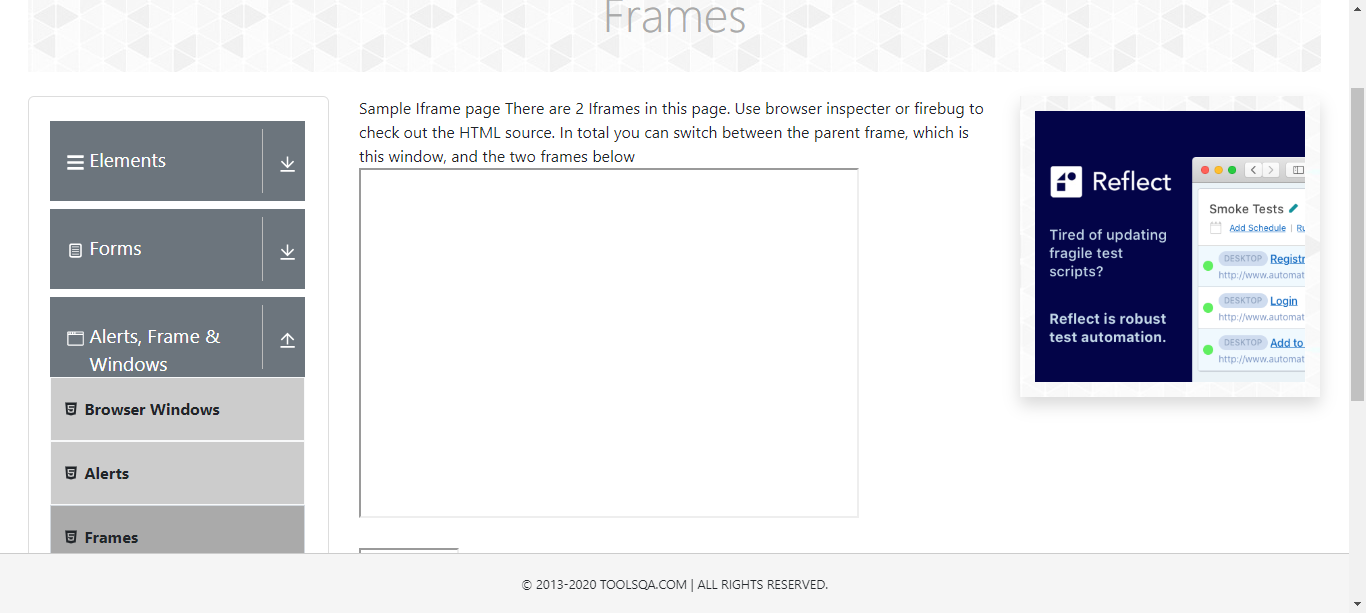 Frames
Elements
Forms
Alerts, Frame &
Windows
Browser Windows
Alerts
Frames
Sample Iframe page There are 2 Iframes in this page. Use browser inspecter or firebug to
check out the HTML source. In total you can switch between the parent frame, which is
this window, and the two frames below
Reflect
Tired of updating
fragile test
scripts?
Reflect is robust
test automation.
Smoke Tests
Add Schedule | Ru
DESKTOP Registr
http://www.automat
DESKTOP Login
http://www.automat
DESKTOP Add to
http://www.automat
© 2013-2020 TOOLSQA.COM | ALL RIGHTS RESERVED.